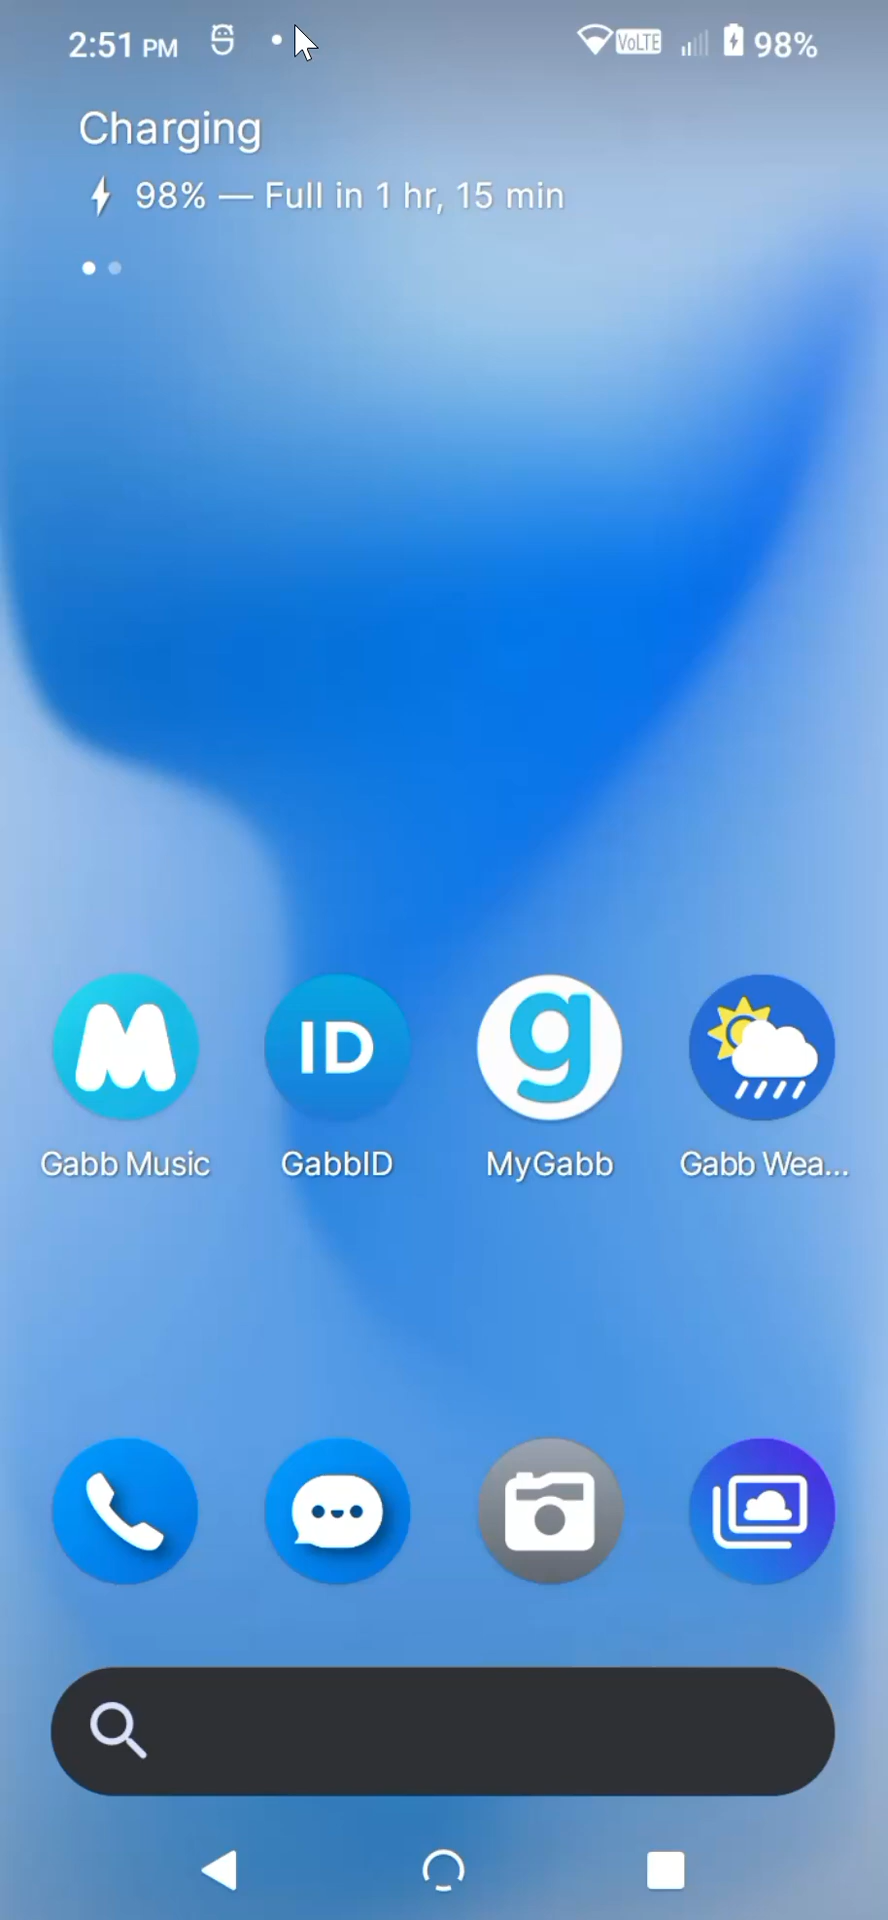 2:51 PM
VoLTE
98%
Charging
98% — Full in 1 hr, 15 min
M
ID
g
Gabb Music
GabbID
MyGabb
Gabb Wea...